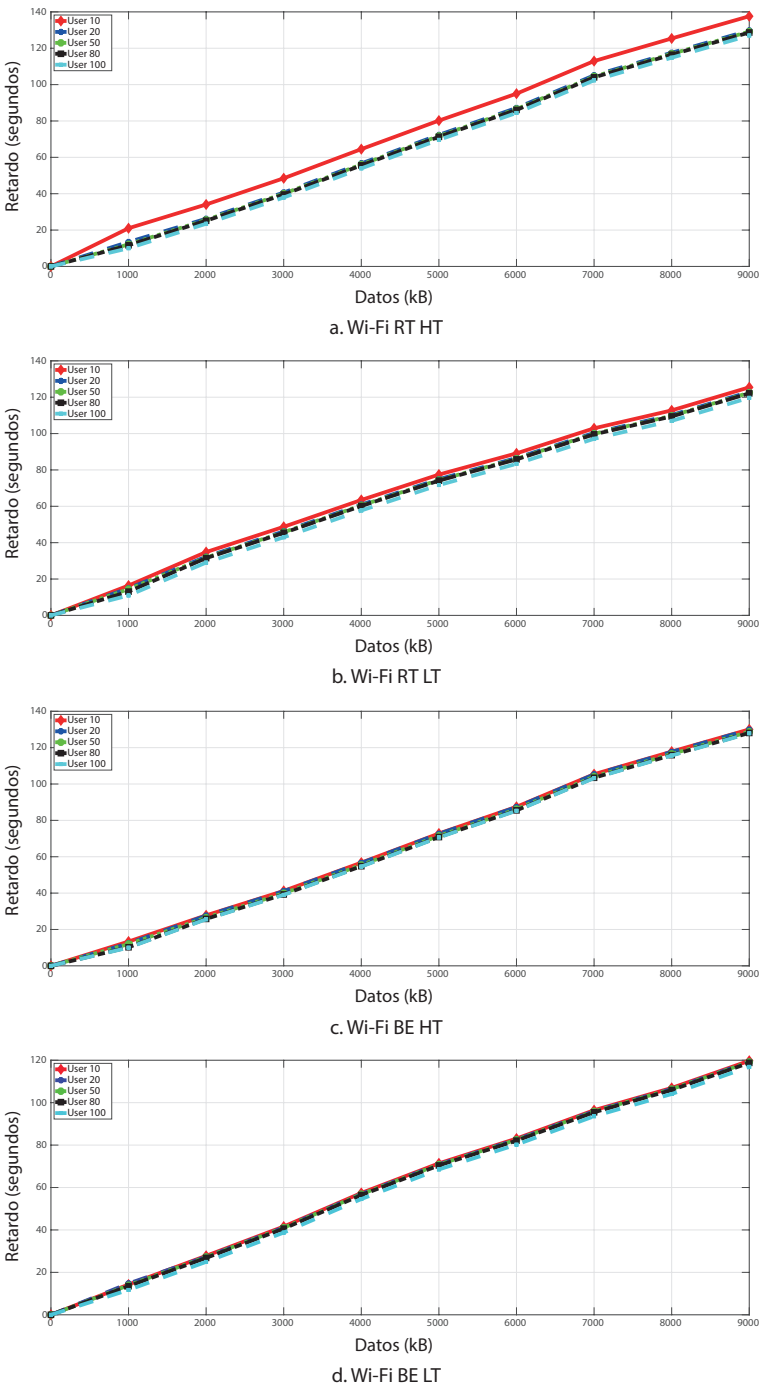 140
120
100
80
60
40
20
0
User 10
User 20
User 50
User 80
User 100
Retardo (segundos)
0 1000 2000 3000 4000 5000 6000 7000 8000 9000
Datos (kB)
a. Wi-Fi RT HT
140
120
100
80
60
40
20
0
User 10
User 20
User 50
User 80
User 100
Retardo (segundos)
0 1000 2000 3000 4000 5000 6000 7000 8000 9000
Datos (kB)
b. Wi-Fi RT LT
140
120
100
80
60
40
20
0
User 10
User 20
User 50
User 80
User 100
Retardo (segundos)
0 1000 2000 3000 4000 5000 6000 7000 8000 9000
Datos (kB)
c. Wi-Fi BE HT
120
100
80
60
40
20
0
User 10
User 20
User 50
User 80
User 100
Retardo (segundos)
0 1000 2000 3000 4000 5000 6000 7000 8000 9000
Datos (kB)
d. Wi-Fi BE LT